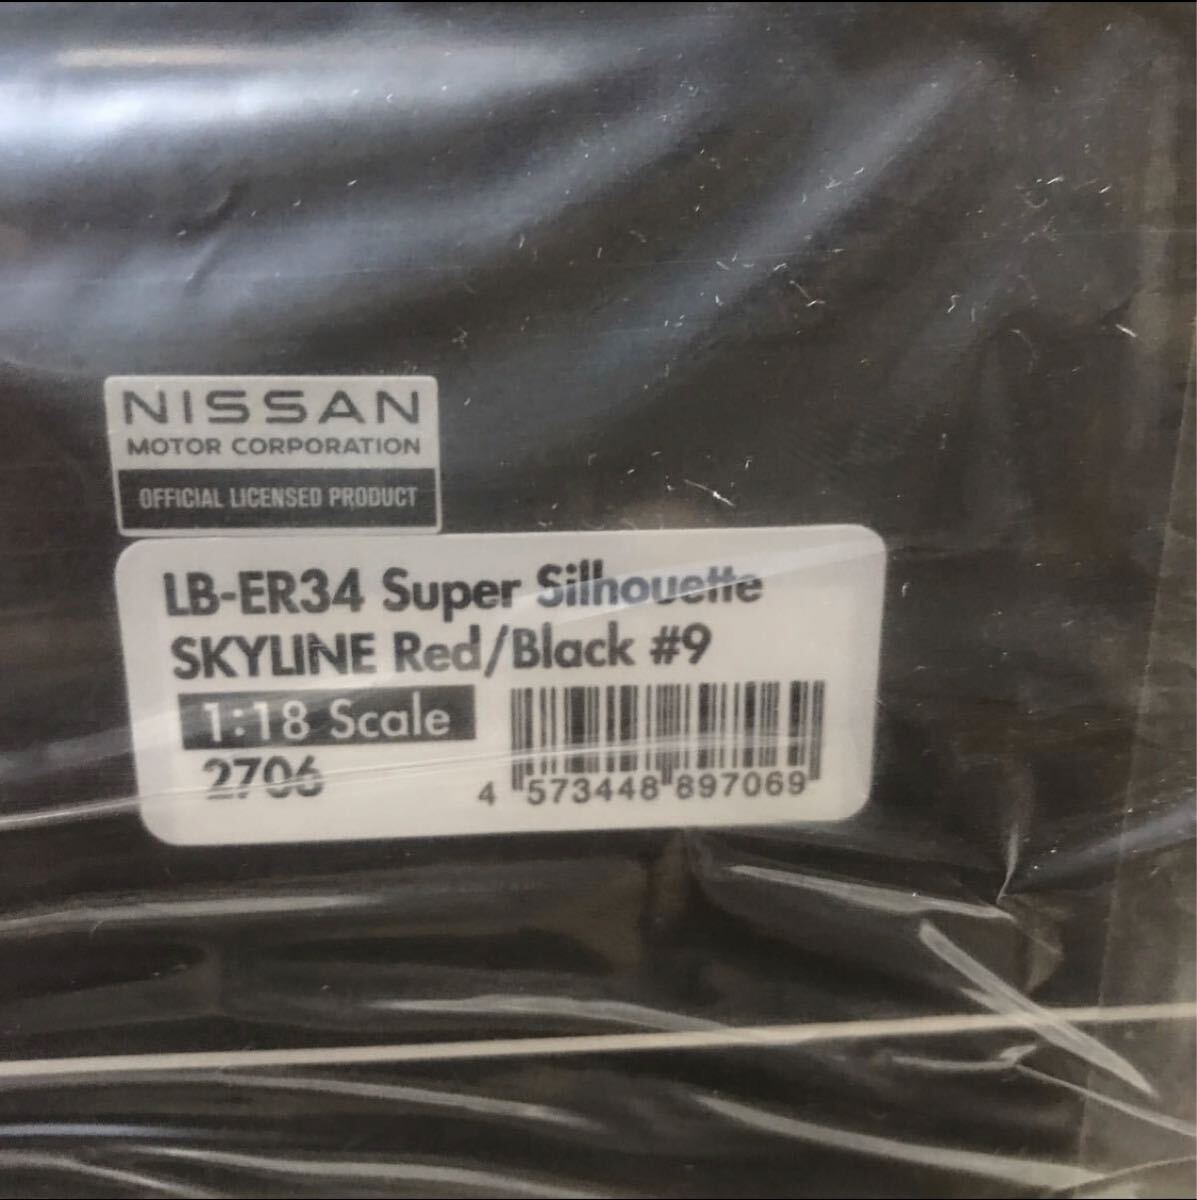 NISSAN
MOTOR CORPORATION
OFFICIAL LICENSED PRODUCT
LB-ER34 Super Silhouette
SKYLINE Red/Black #9
1:18 Scale
2706
4 573448 897069